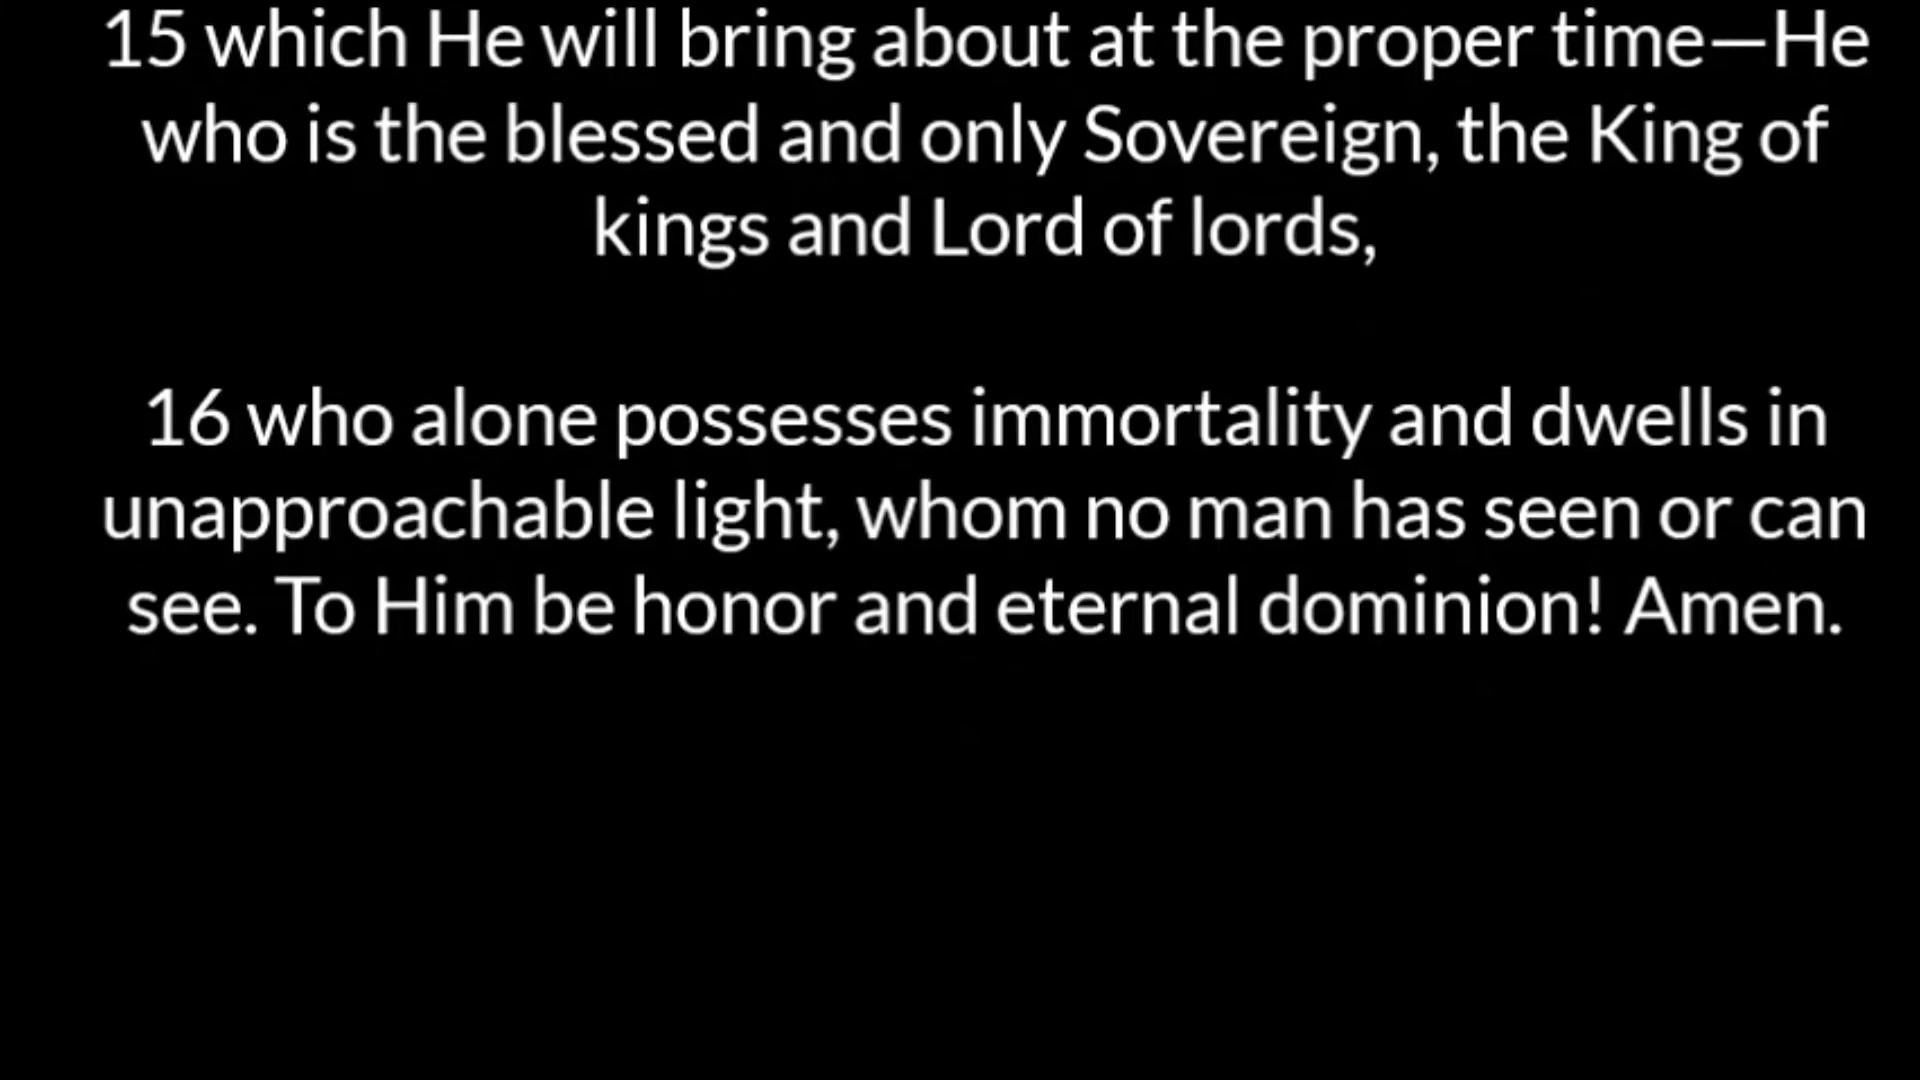 15 which He will bring about at the proper time—He
who is the blessed and only Sovereign, the King of
kings and Lord of lords,
16 who alone possesses immortality and dwells in
unapproachable light, whom no man has seen or can
see. To Him be honor and eternal dominion! Amen.